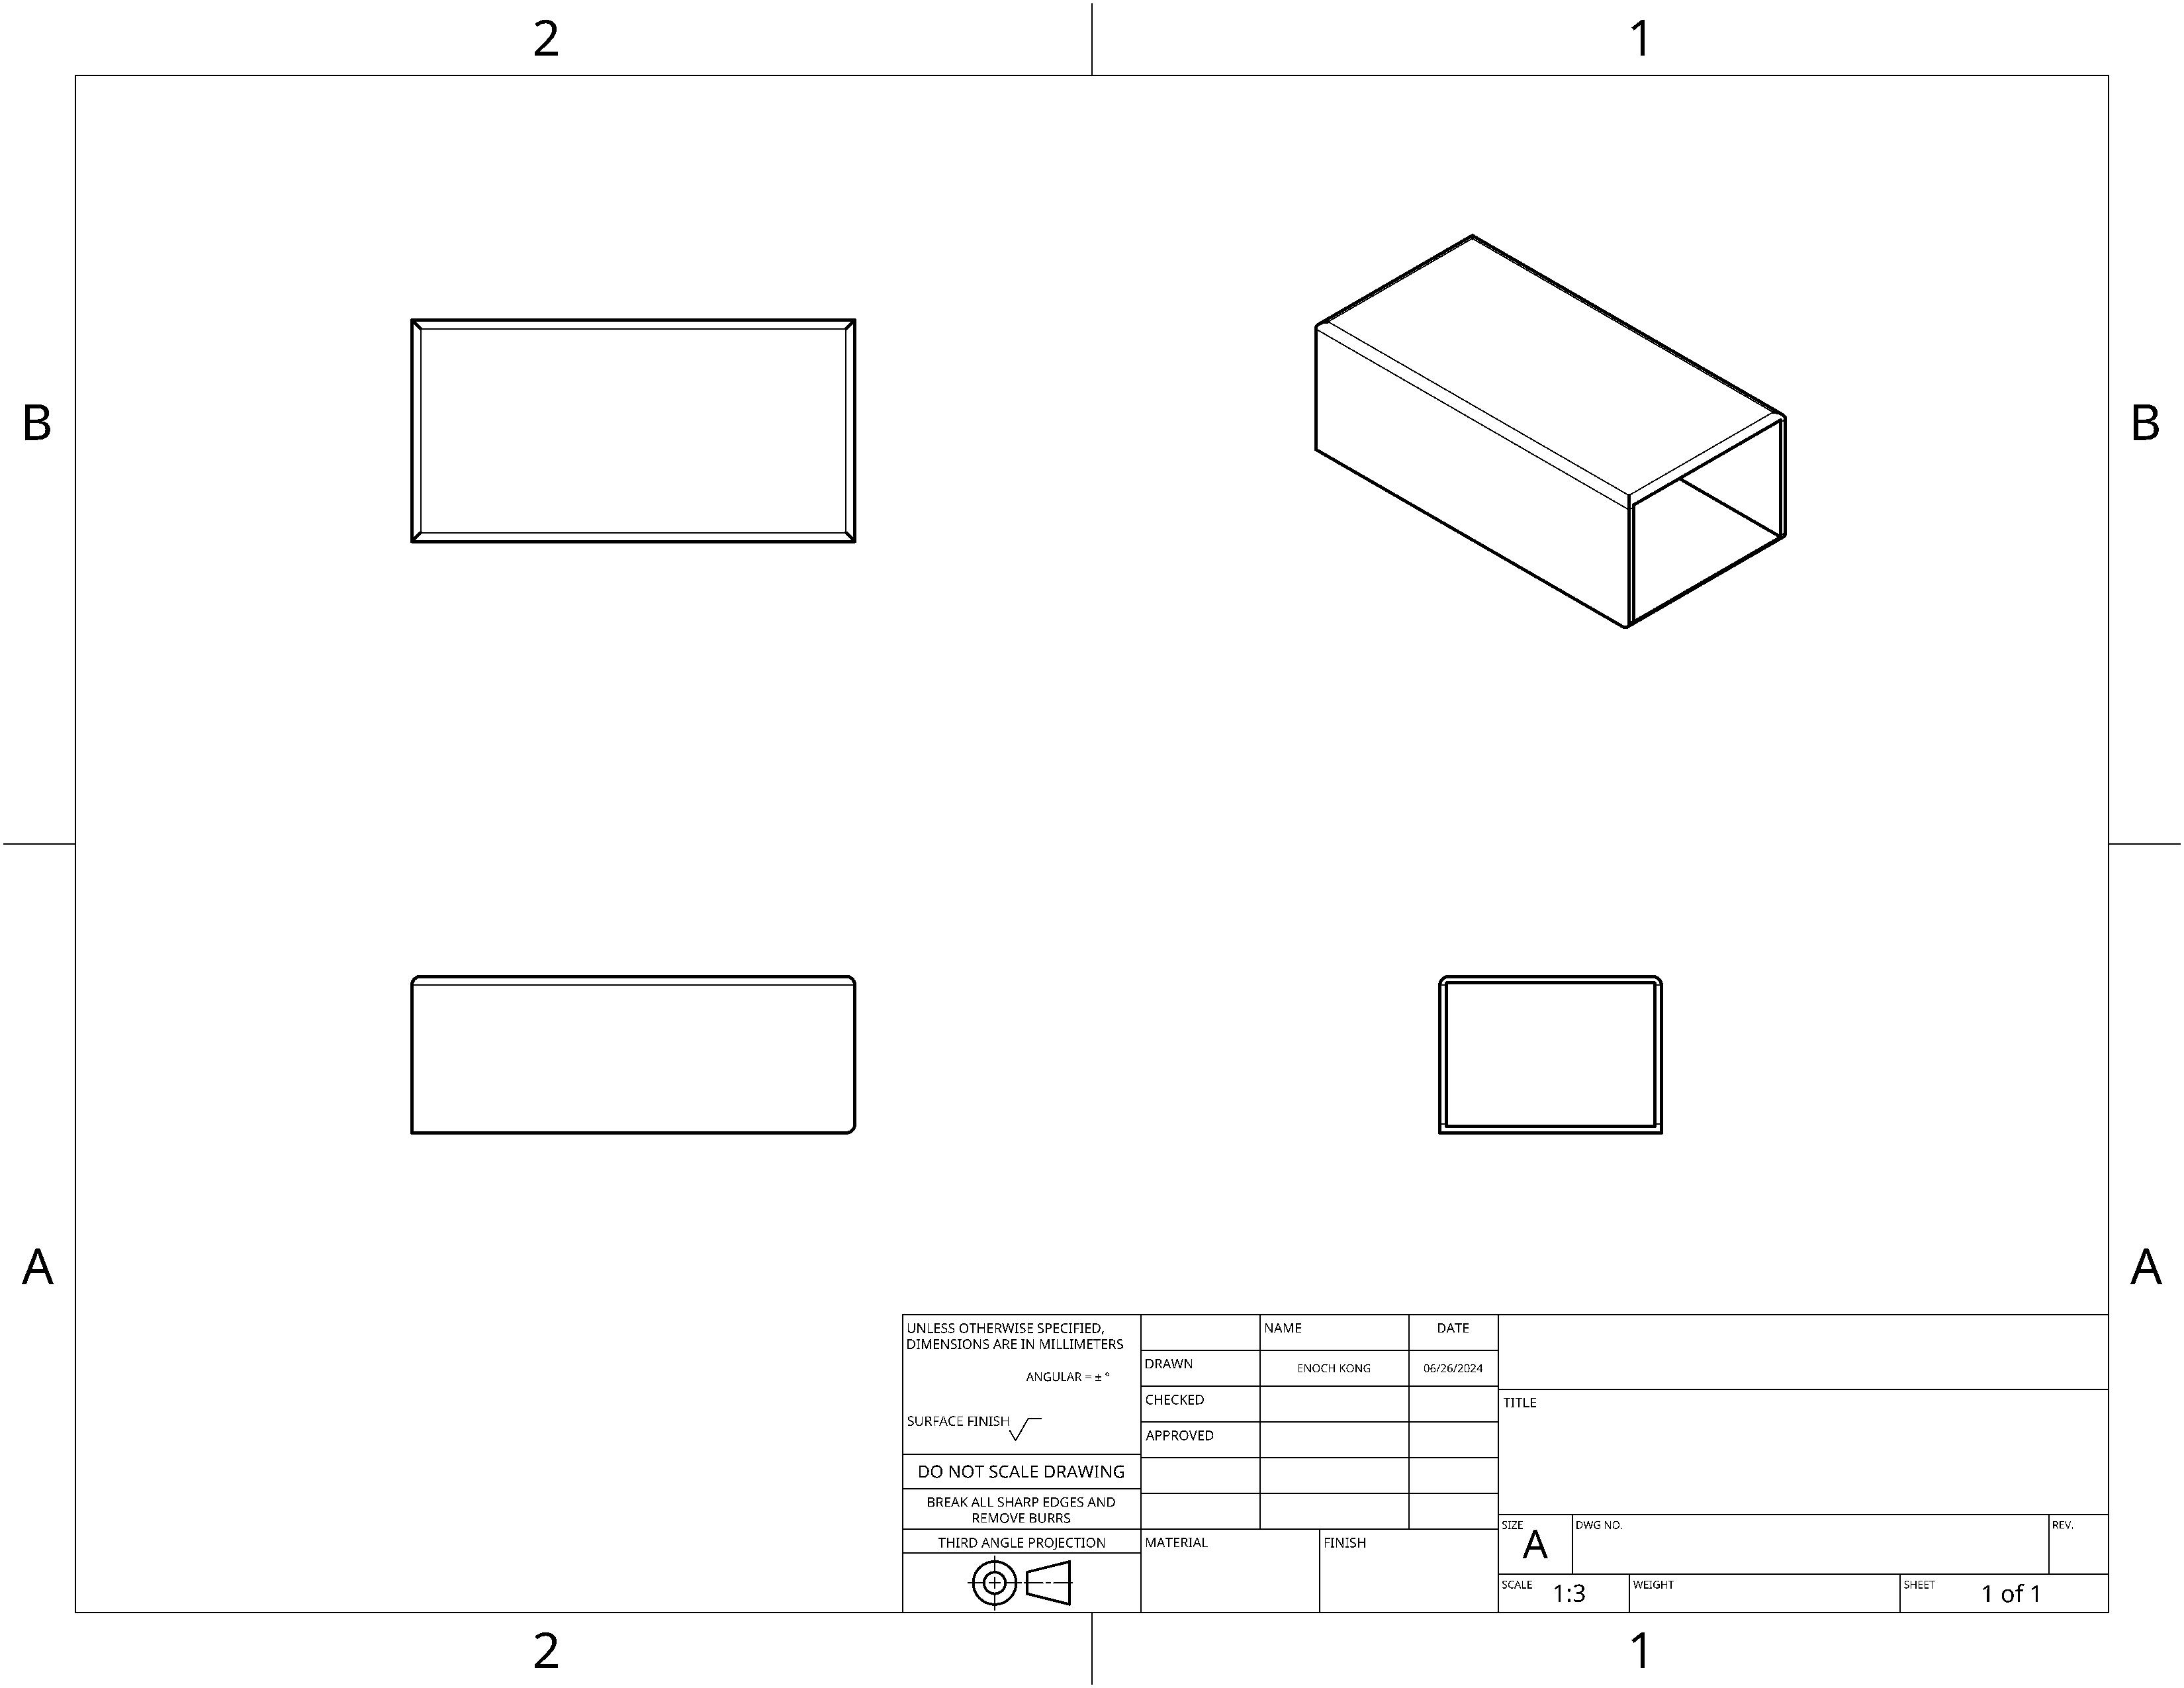 2
1
B
B
A
A
UNLESS OTHERWISE SPECIFIED,
DIMENSIONS ARE IN MILLIMETERS
ANGULAR = ± °
SURFACE FINISH
DO NOT SCALE DRAWING
BREAK ALL SHARP EDGES AND
REMOVE BURRS
THIRD ANGLE PROJECTION
NAME
DATE
DRAWN
ENOCH KONG
06/26/2024
CHECKED
APPROVED
MATERIAL
FINISH
TITLE
SIZE
A
DWG NO.
REV.
SCALE
1:3
WEIGHT
SHEET
1 of 1
2
1